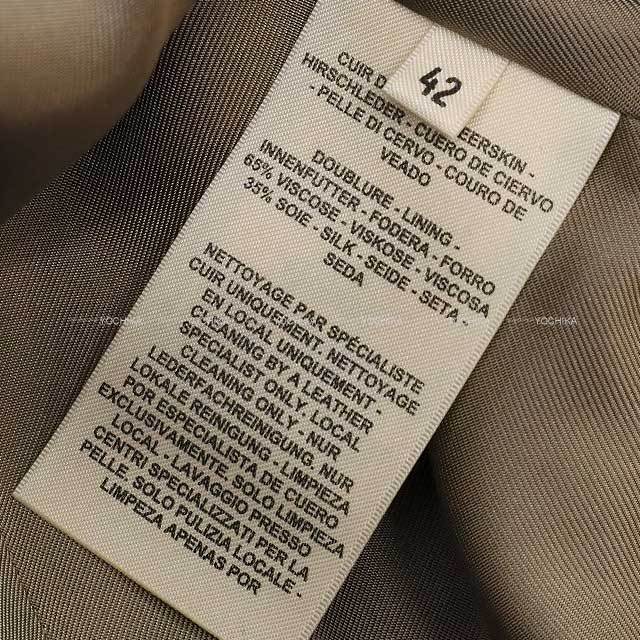 42
CUIR D
EERSKIN -
HIRSCHLEDER - CUERO DE CIERVO
- PELLE DI CERVO - COURO DE
VEADO
DOUBLURE - LINING -
INNENFUTTER - FODERA - FORRO
65% VISCOSE - VISKOSE - VISCOSA
35% SOIE - SILK - SEIDE - SETA -
SEDA
NETTOYAGE PAR SPÉCIALISTE
CUIR UNIQUEMENT. NETTOYAGE
EN LOCAL UNIQUEMENT -
CLEANING BY A LEATHER
SPECIALIST ONLY. LOCAL
CLEANING ONLY - NUR
LEDERFACHREINIGUNG. NUR
LOKALE REINIGUNG - LIMPIEZA
POR ESPECIALISTA DE CUERO
EXCLUSIVAMENTE. SOLO LIMPIEZA
LOCAL - LAVAGGIO PRESSO
CENTRI SPECIALIZZATI PER LA
PELLE. SOLO PULIZIA LOCALE -
LIMPEZA APENAS POR
YOCHIKA
YOCHIKA
YOCHIKA